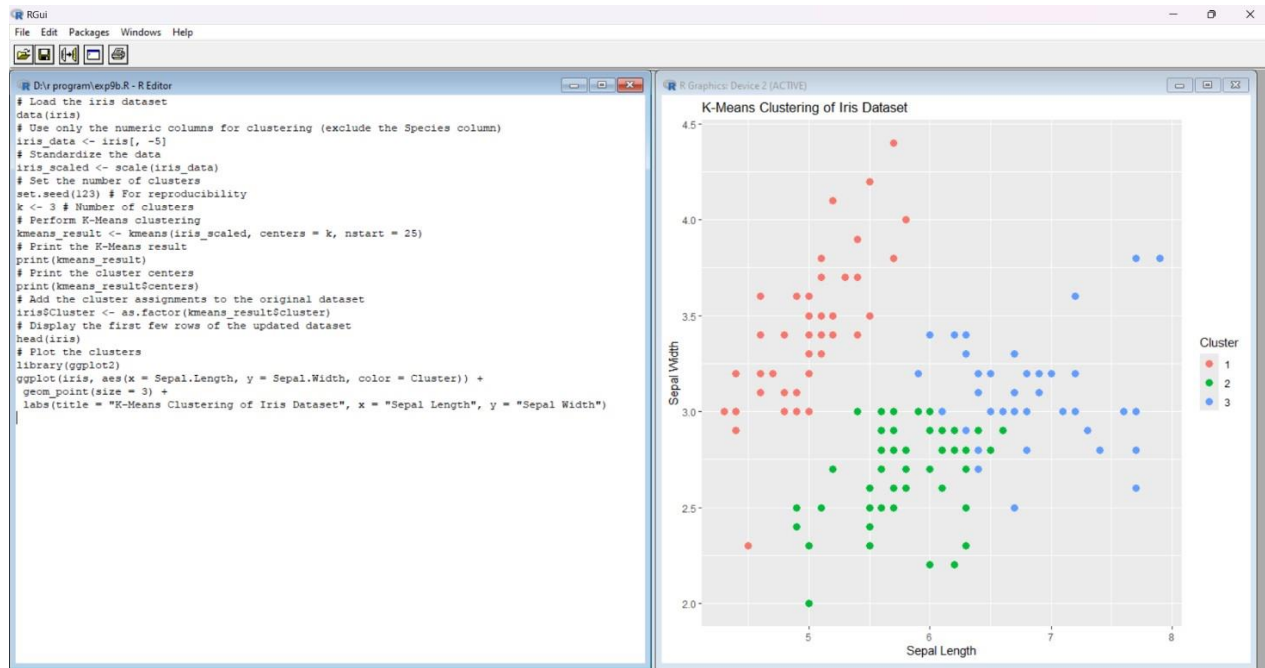 RGui
File Edit Packages Windows Help
D:\r program\exp9b.R - R Editor
# Load the iris dataset
data(iris)
# Use only the numeric columns for clustering (exclude the Species column)
iris_data <- iris[, -5]
# Standardize the data
iris_scaled <- scale(iris_data)
# Set the number of clusters
set.seed(123) # For reproducibility
k <- 3 # Number of clusters
# Perform K-Means clustering
kmeans_result <- kmeans(iris_scaled, centers = k, nstart = 25)
# Print the K-Means result
print(kmeans_result)
# Print the cluster centers
print(kmeans_result$centers)
# Add the cluster assignments to the original dataset
iris$Cluster <- as.factor(kmeans_result$cluster)
# Display the first few rows of the updated dataset
head(iris)
# Plot the clusters
library(ggplot2)
ggplot(iris, aes(x = Sepal.Length, y = Sepal.Width, color = Cluster)) +
 geom_point(size = 3) +
 labs(title = "K-Means Clustering of Iris Dataset", x = "Sepal Length", y = "Sepal Width")
R Graphics: Device 2 (ACTIVE)
K-Means Clustering of Iris Dataset
4.5
4.0
3.5
3.0
2.5
2.0
Sepal Width
5 6 7 8
Sepal Length
Cluster
1
2
3